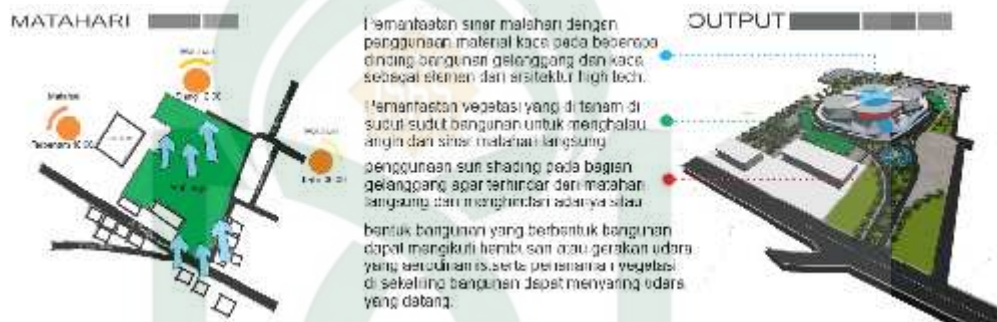 MATAHARI
OUTPUT
Matahari
Pemanfaatan sinar matahari dengan
penggunaan material kaca pada beberapa
dinding bangunan gelanggang dan kaca
sebagai elemen dari arsitektur high tech.
Pemanfaatan vegetasi yang di tanam di
sudut-sudut bangunan untuk menghalau
angin dan sinar matahari langsung
penggunaan sun shading pada bagian
gelanggang agar terhindar dari matahari
langsung dan menghindari adanya silau
bentuk bangunan yang berbentuk bangunan
dapat mengikuti hembusan atau gerakan udara
yang aerodinamis.serta penanaman vegetasi
di sekeliling bangunan dapat menyaring udara
yang datang.